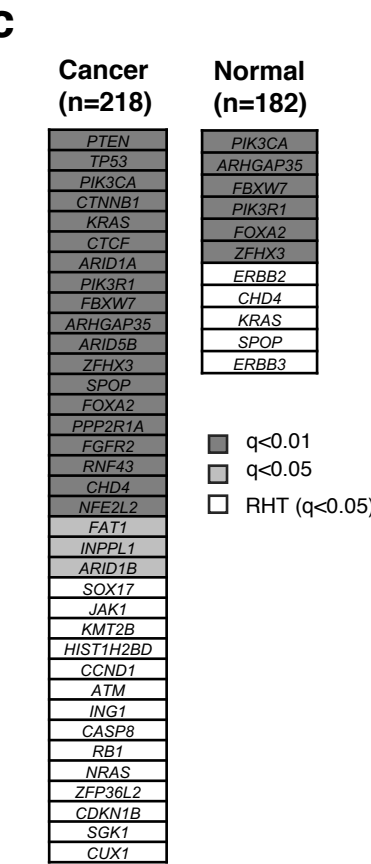 C
Cancer
(n=218)
PTEN
TP53
PIK3CA
CTNNB1
KRAS
CTCF
ARID1A
PIK3R1
FBXW7
ARHGAP35
ARID5B
ZFHX3
SPOP
FOXA2
PPP2R1A
FGFR2
RNF43
CHD4
NFE2L2
FAT1
INPPL1
ARID1B
SOX17
JAK1
KMT2B
HIST1H2BD
CCND1
ATM
ING1
CASP8
RB1
NRAS
ZFP36L2
CDKN1B
SGK1
CUX1
Normal
(n=182)
PIK3CA
ARHGAP35
FBXW7
PIK3R1
FOXA2
ZFHX3
ERBB2
CHD4
KRAS
SPOP
ERBB3
q<0.01
q<0.05
RHT (q<0.05)